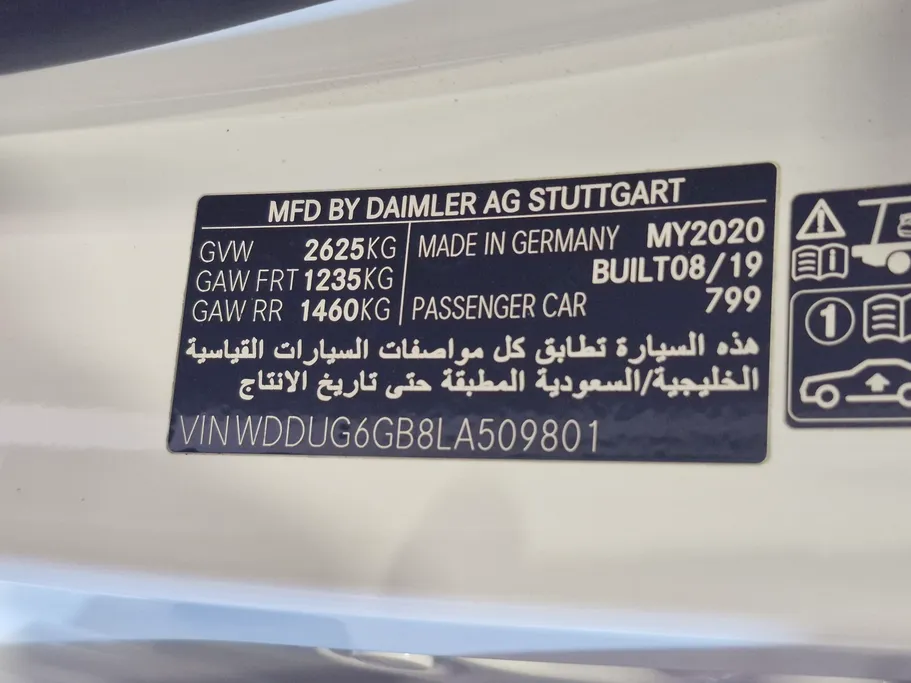 MFD BY DAIMLER AG STUTTGART
GVW 2625KG
GAW FRT 1235KG
GAW RR 1460KG
MADE IN GERMANY MY2020
BUILT08/19
PASSENGER CAR 799
هذه السيارة تطابق كل مواصفات السيارات القياسية
الخليجية/السعودية المطبقة حتى تاريخ الانتاج
VIN WDDUG6GB8LA509801
1